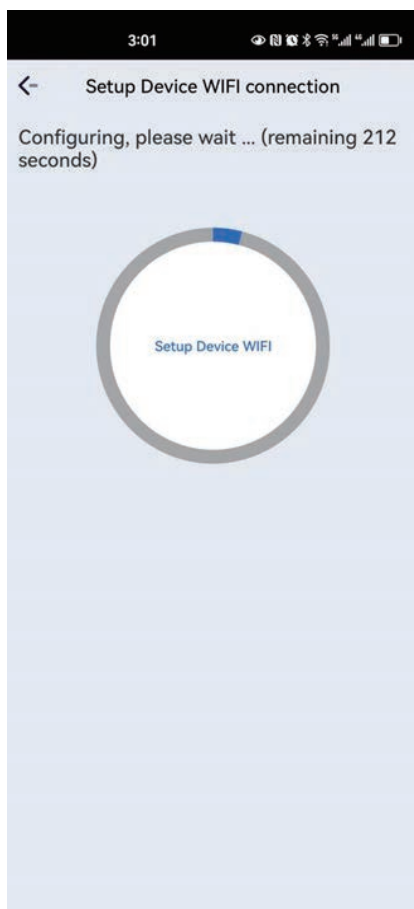 3:01
Setup Device WIFI connection
Configuring, please wait ... (remaining 212
seconds)
Setup Device WIFI